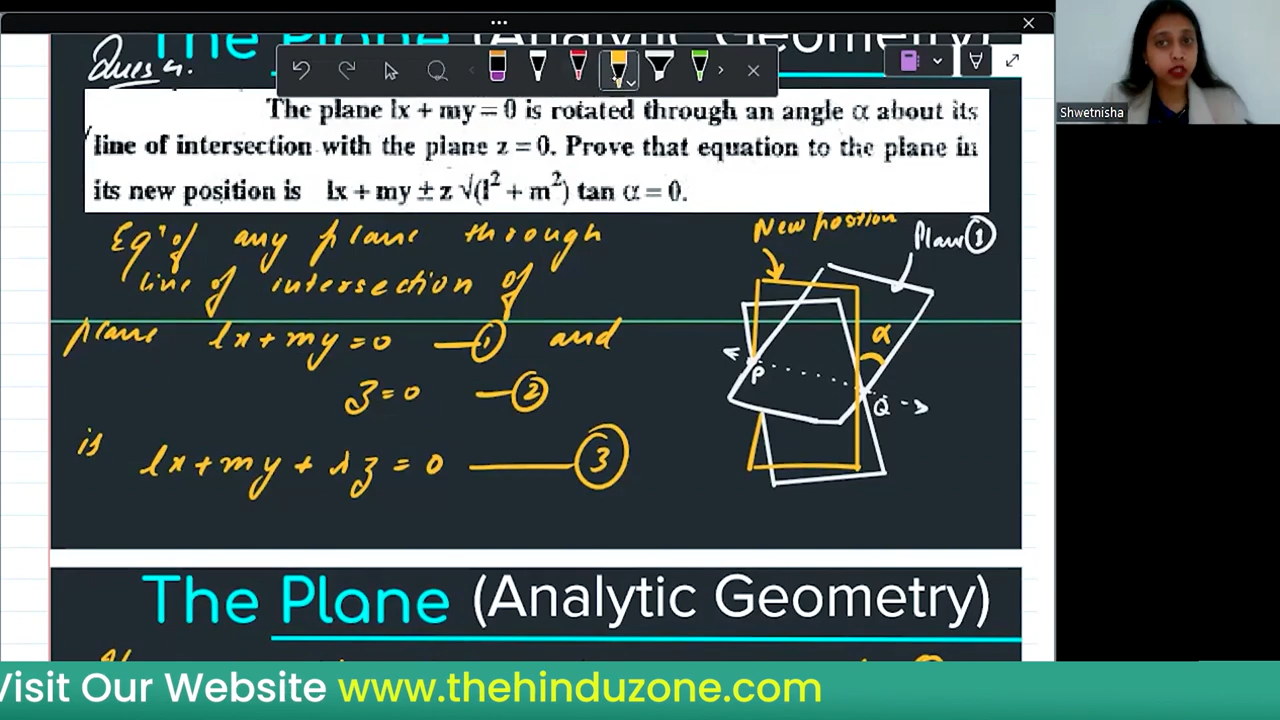 The Plane (Analytic Geometry)
Ques 4.
The plane lx + my = 0 is rotated through an angle α about its
line of intersection with the plane z = 0. Prove that equation to the plane in
its new position is lx + my ± z √(l² + m²) tan α = 0.
Eqⁿ of any plane through
line of intersection of
plane lx + my = 0 —① and
z = 0 —②
is lx + my + λz = 0 —③
New position
Plane ①
α
P
Q
Shwetnisha
The Plane (Analytic Geometry)
Visit Our Website www.thehinduzone.com